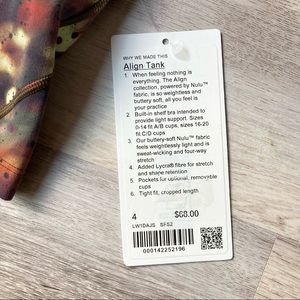 WHY WE MADE THIS
Align Tank
1. When feeling nothing is
everything. The Align
collection, powered by Nulu™
fabric, is so weightless and
buttery soft, all you feel is
your practice
2. Built-in shelf bra intended to
provide light support. Sizes
0-14 fit A/B cups, sizes 16-20
fit C/D cups
3. Our buttery-soft Nulu™ fabric
feels weightlessly light and is
sweat-wicking and four-way
stretch
4. Added Lycra® fibre for stretch
and shape retention
5. Pockets for optional, removable
cups
6. Tight fit, cropped length
4 $68.00
LW1DAJS SFS2
000142252196